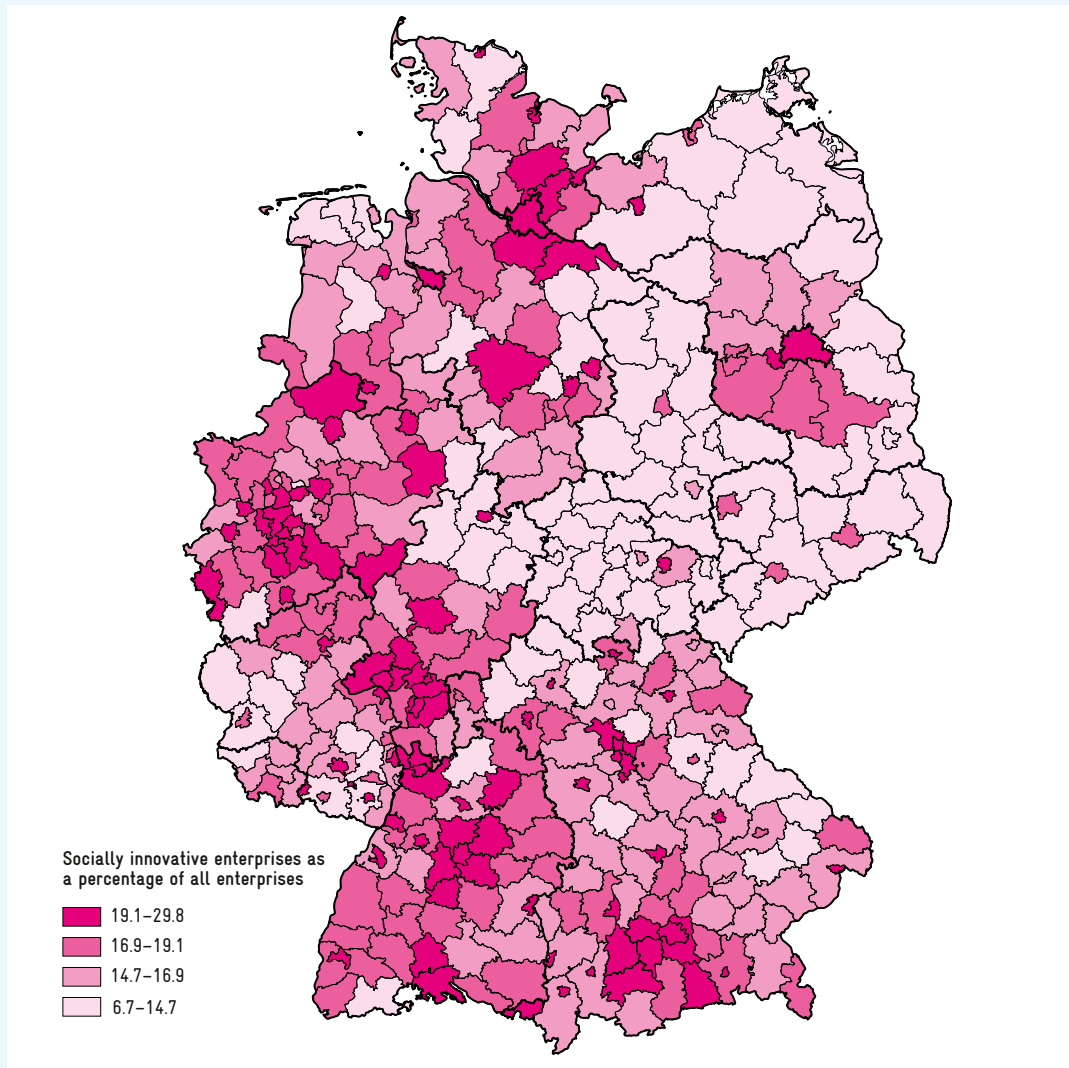 Socially innovative enterprises as
a percentage of all enterprises
19.1–29.8
16.9–19.1
14.7–16.9
6.7–14.7